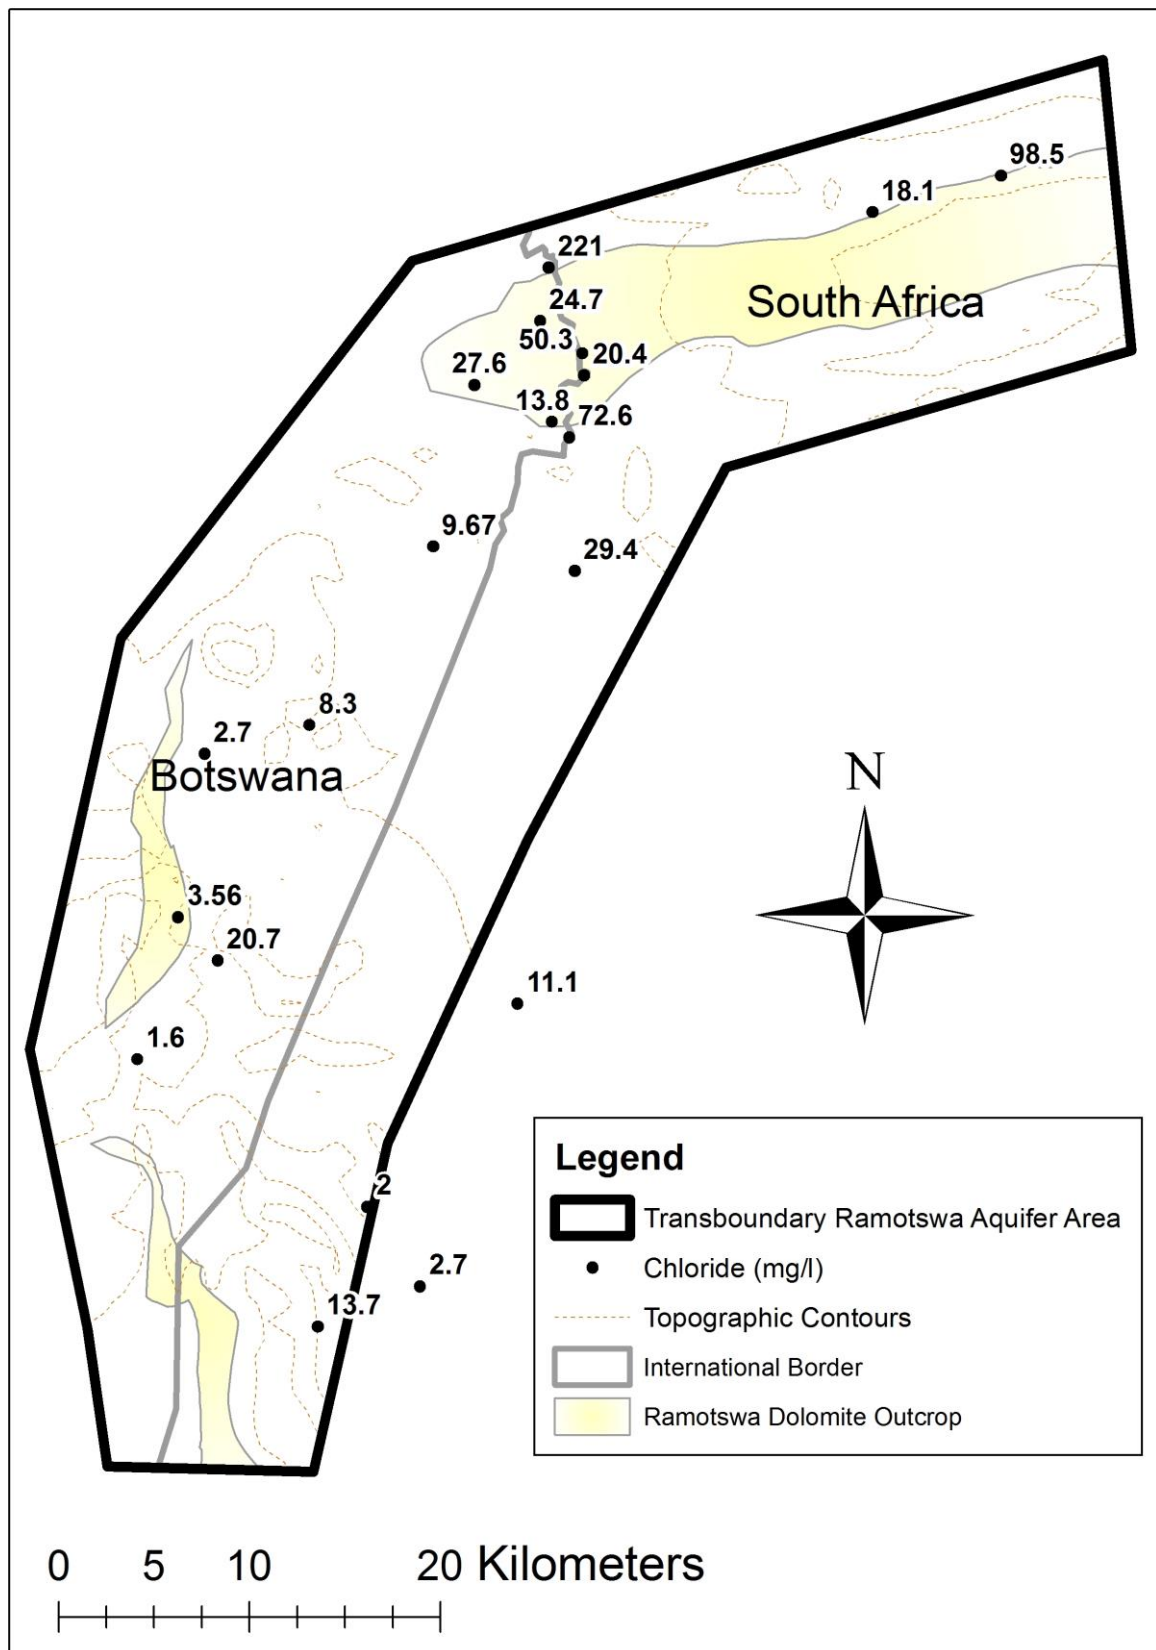 98.5
18.1
221
24.7
South Africa
50.3
20.4
27.6
13.8
72.6
9.67
29.4
8.3
2.7
Botswana
N
3.56
20.7
11.1
1.6
Legend
Transboundary Ramotswa Aquifer Area
2
Chloride (mg/l)
2.7
13.7
Topographic Contours
International Border
Ramotswa Dolomite Outcrop
0 5 10 20 Kilometers